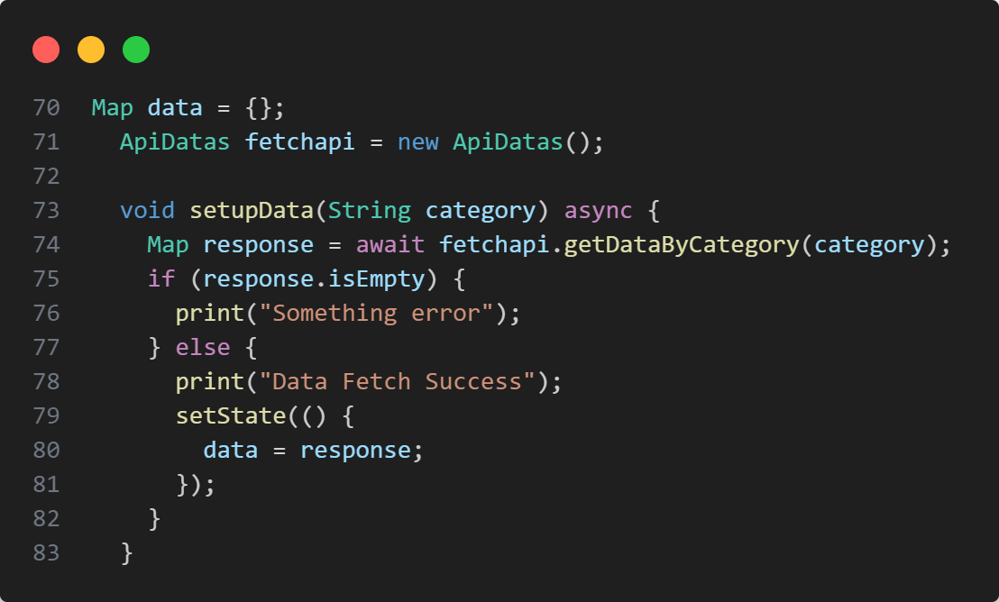 70 Map data = {};
71   ApiDatas fetchapi = new ApiDatas();
72
73   void setupData(String category) async {
74     Map response = await fetchapi.getDataByCategory(category);
75     if (response.isEmpty) {
76       print("Something error");
77     } else {
78       print("Data Fetch Success");
79       setState(() {
80         data = response;
81       });
82     }
83   }